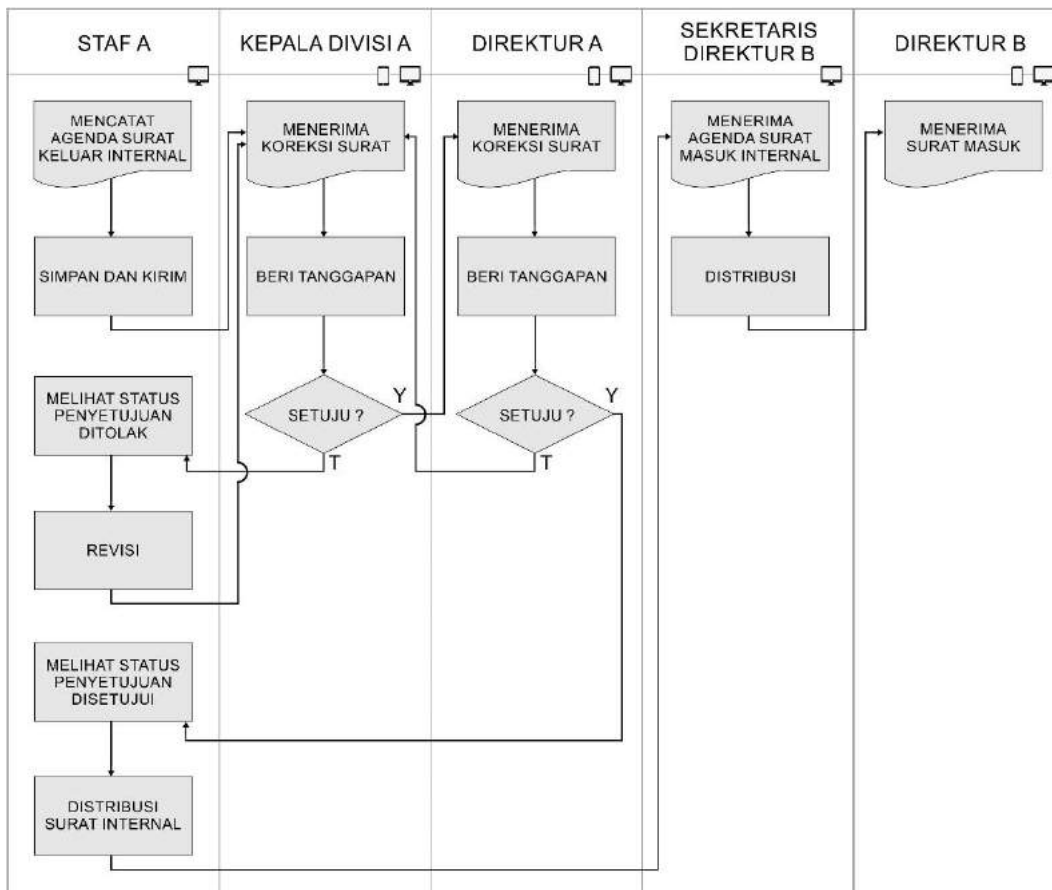 STAF A
KEPALA DIVISI A
DIREKTUR A
SEKRETARIS
DIREKTUR B
DIREKTUR B
MENCATAT
AGENDA SURAT
KELUAR INTERNAL
SIMPAN DAN KIRIM
MELIHAT STATUS
PENYETUJUAN
DITOLAK
REVISI
MELIHAT STATUS
PENYETUJUAN
DISETUJUI
DISTRIBUSI
SURAT INTERNAL
MENERIMA
KOREKSI SURAT
BERI TANGGAPAN
SETUJU ?
Y
T
MENERIMA
KOREKSI SURAT
BERI TANGGAPAN
SETUJU ?
Y
T
MENERIMA
AGENDA SURAT
MASUK INTERNAL
DISTRIBUSI
MENERIMA
SURAT MASUK